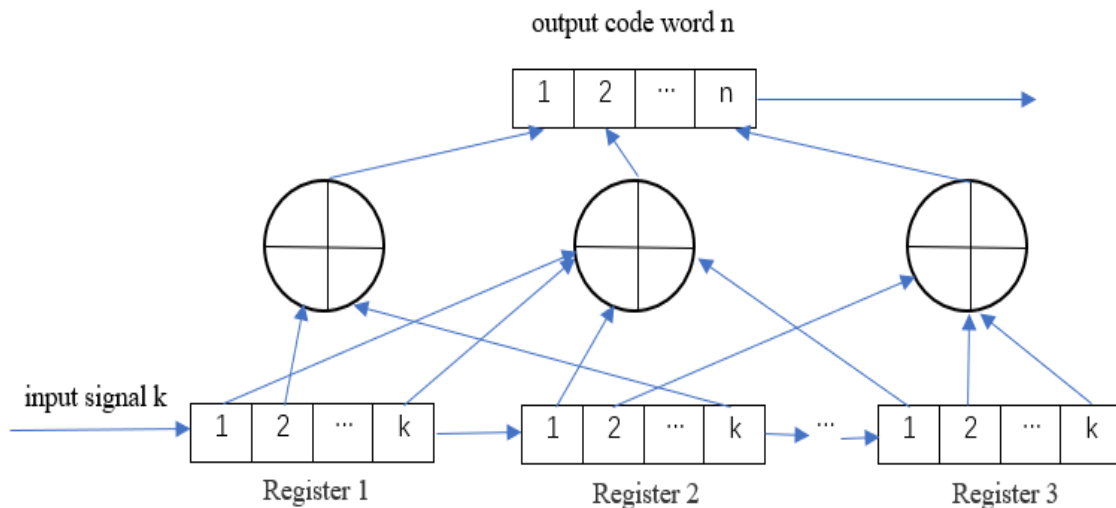 output code word n
1 2 ... n
input signal k
1 2 ... k 1 2 ... k ... 1 2 ... k
Register 1 Register 2 Register 3